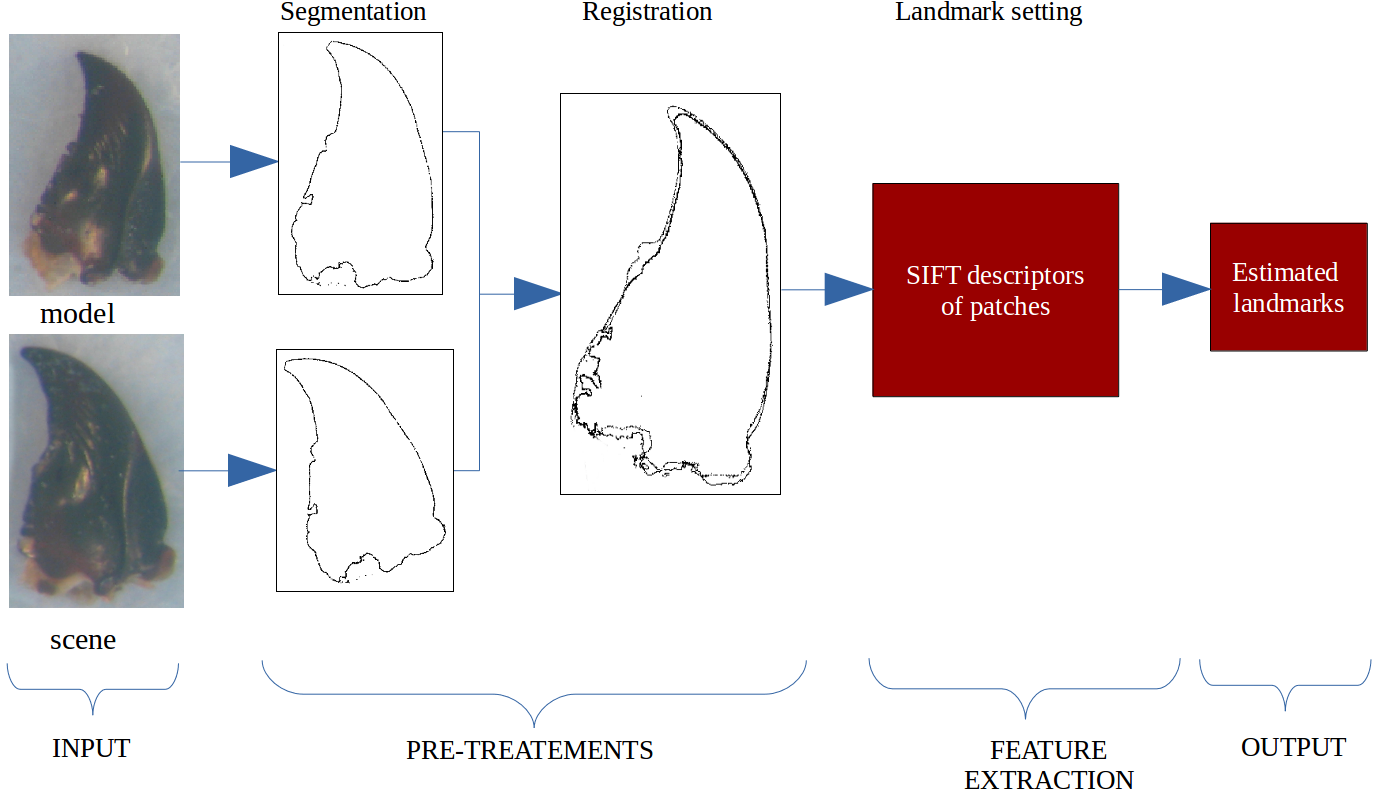 Segmentation
Registration
Landmark setting
model
SIFT descriptors
of patches
Estimated
landmarks
scene
INPUT
PRE-TREATEMENTS
FEATURE
EXTRACTION
OUTPUT